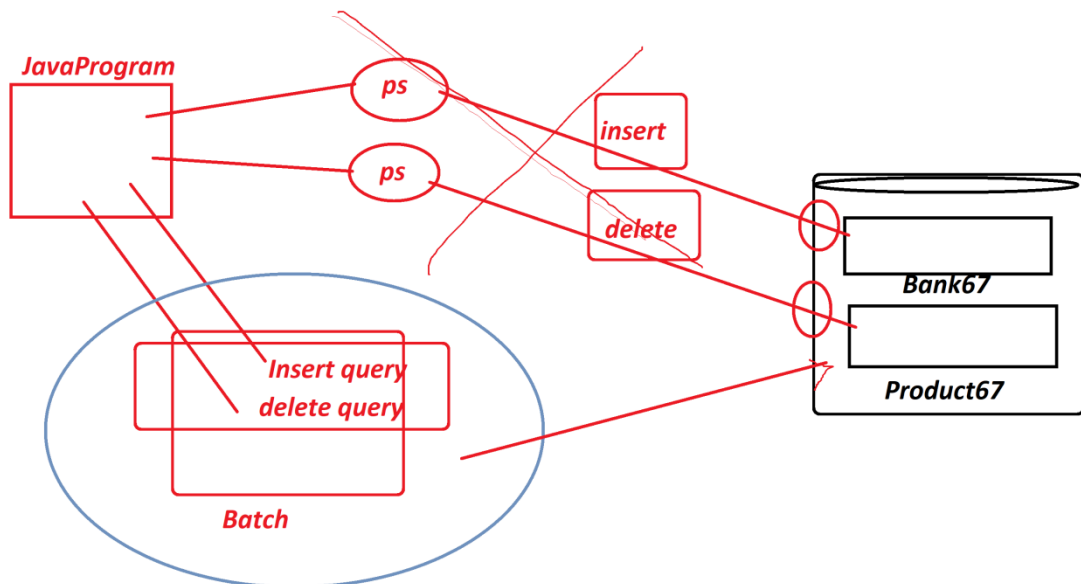 JavaProgram
ps
insert
ps
delete
Bank67
Insert query
delete query
Product67
Batch